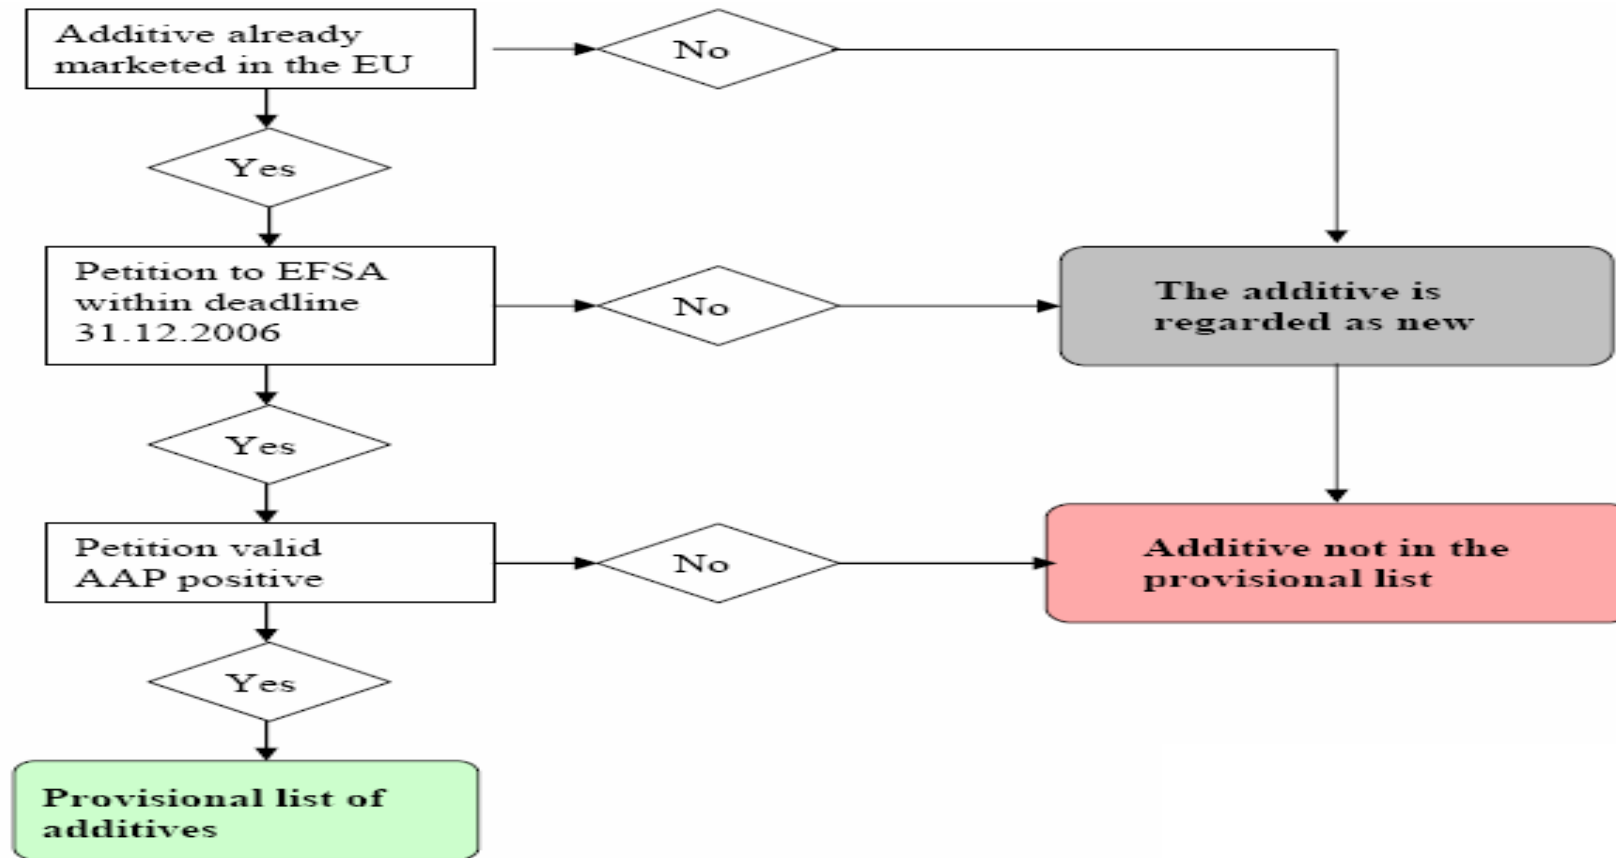 Additive already
marketed in the EU
No
Yes
Petition to EFSA
within deadline
31.12.2006
No
The additive is
regarded as new
Yes
Petition valid
AAP positive
No
Additive not in the
provisional list
Yes
Provisional list of
additives